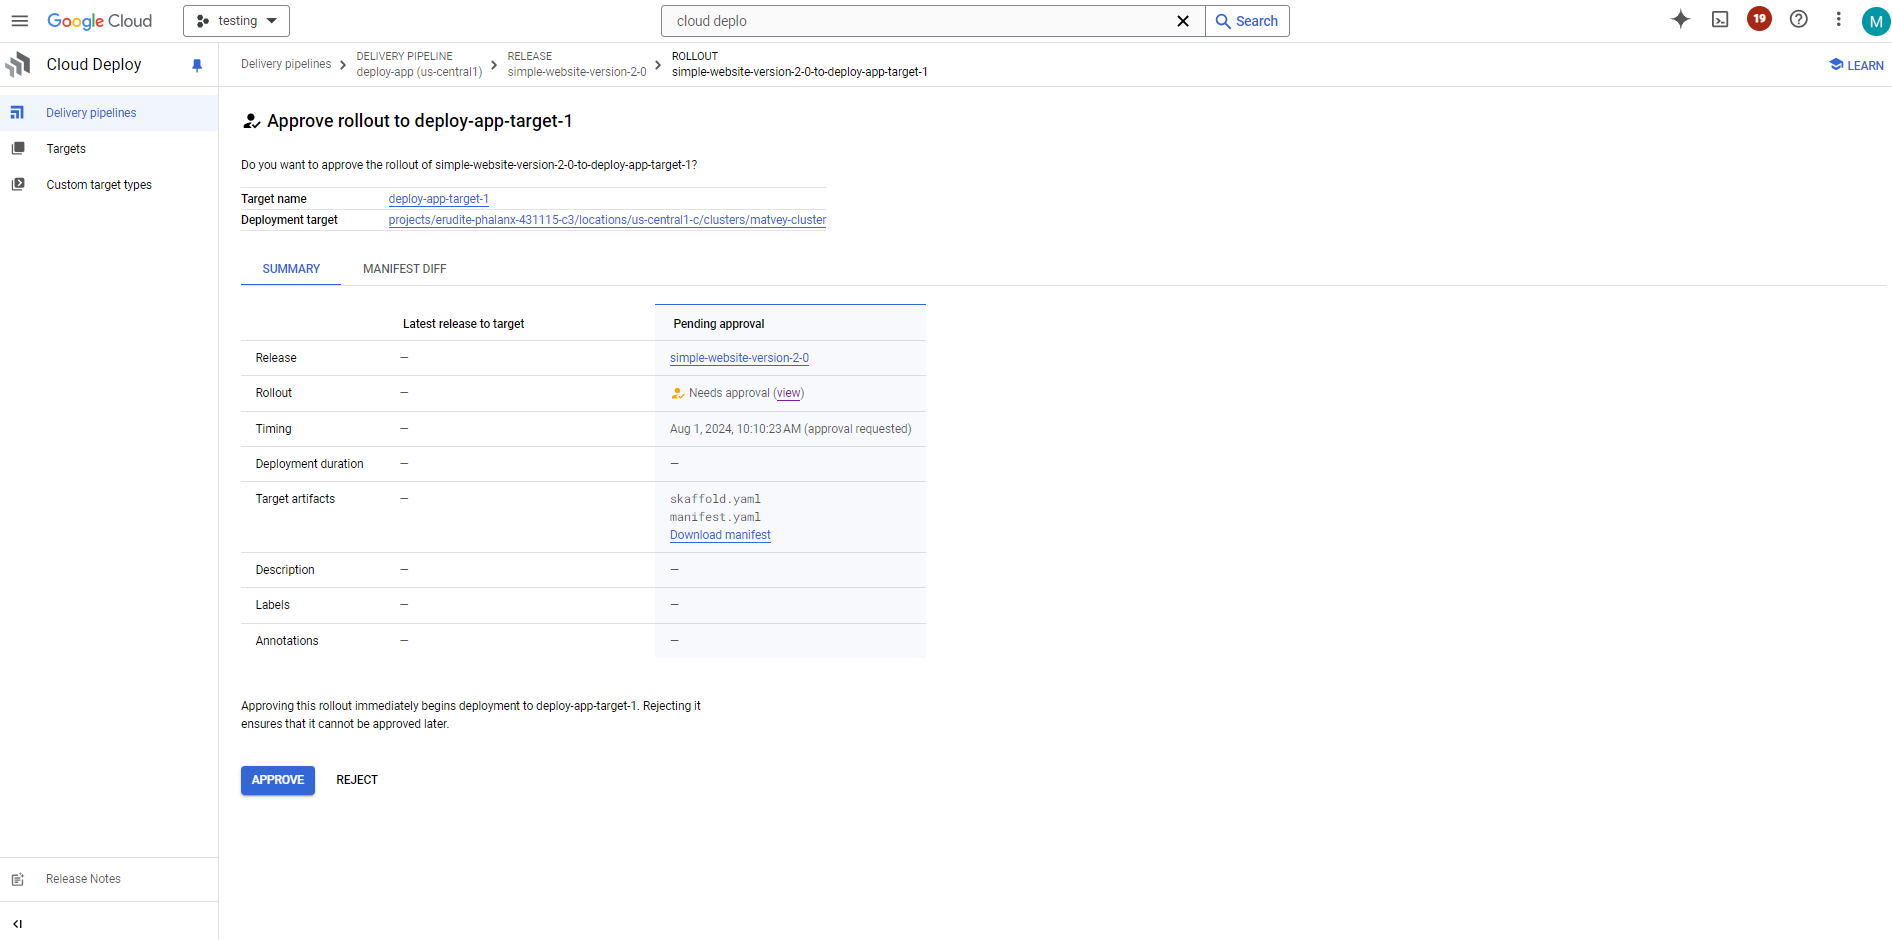 Google Cloud
testing
cloud deplo
Search
19
M
Cloud Deploy
Delivery pipelines
DELIVERY PIPELINE
deploy-app (us-central1)
RELEASE
simple-website-version-2-0
ROLLOUT
simple-website-version-2-0-to-deploy-app-target-1
LEARN
Delivery pipelines
Targets
Custom target types
Approve rollout to deploy-app-target-1
Do you want to approve the rollout of simple-website-version-2-0-to-deploy-app-target-1?
Target name deploy-app-target-1
Deployment target projects/erudite-phalanx-431115-c3/locations/us-central1-c/clusters/matvey-cluster
SUMMARY MANIFEST DIFF
Latest release to target Pending approval
Release – simple-website-version-2-0
Rollout – Needs approval (view)
Timing – Aug 1, 2024, 10:10:23 AM (approval requested)
Deployment duration – –
Target artifacts – skaffold.yaml
manifest.yaml
Download manifest
Description – –
Labels – –
Annotations – –
Approving this rollout immediately begins deployment to deploy-app-target-1. Rejecting it
ensures that it cannot be approved later.
APPROVE REJECT
Release Notes